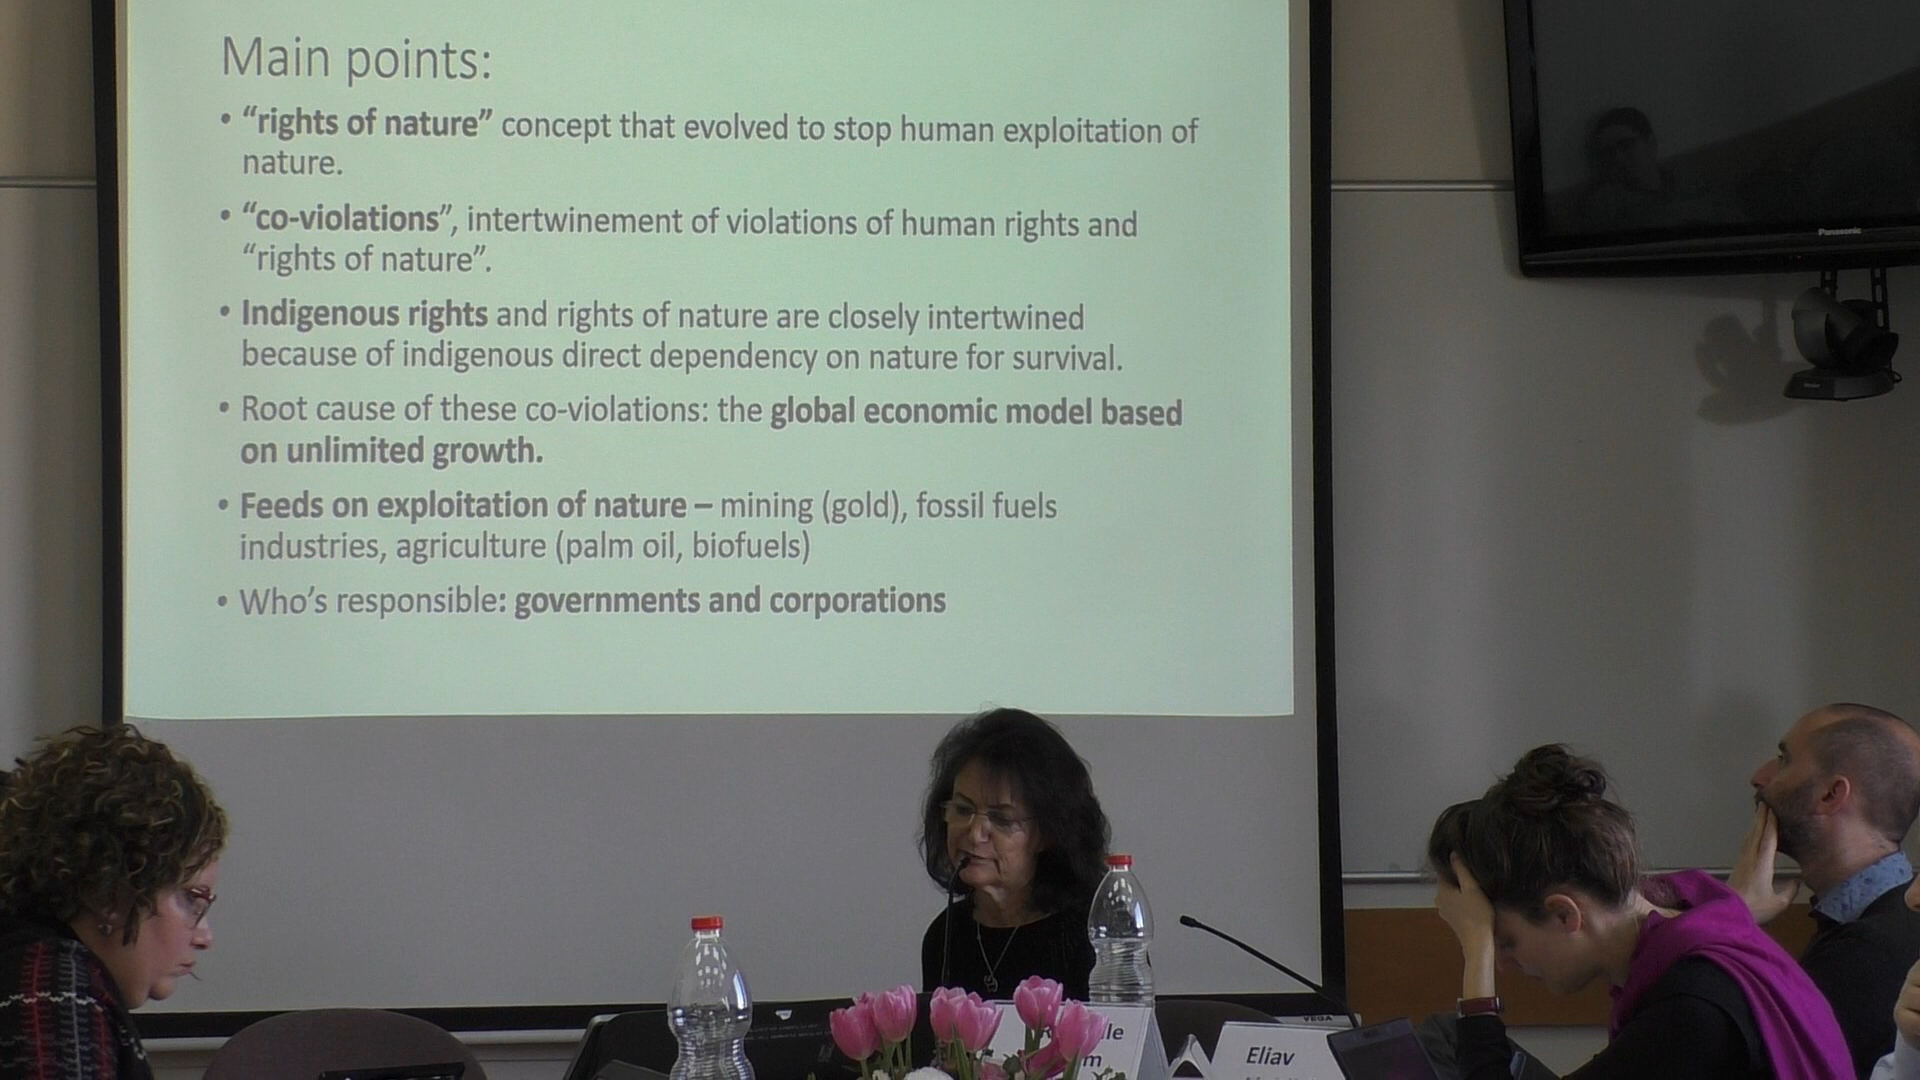 Main points:
• “rights of nature” concept that evolved to stop human exploitation of
nature.
• “co-violations”, intertwinement of violations of human rights and
“rights of nature”.
• Indigenous rights and rights of nature are closely intertwined
because of indigenous direct dependency on nature for survival.
• Root cause of these co-violations: the global economic model based
on unlimited growth.
• Feeds on exploitation of nature – mining (gold), fossil fuels
industries, agriculture (palm oil, biofuels)
• Who’s responsible: governments and corporations
Panasonic
VEGA
Eliav